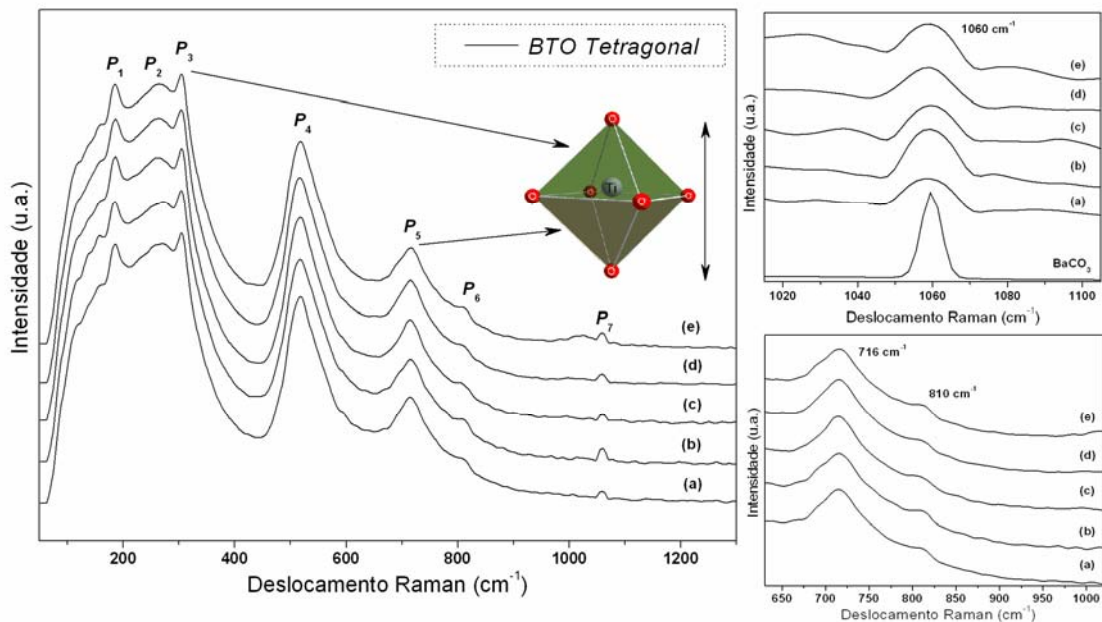 BTO Tetragonal
P₁
P₂
P₃
P₄
P₅
P₆
P₇
Ti
(e)
(d)
(c)
(b)
(a)
Intensidade (u.a.)
200 400 600 800 1000 1200
Deslocamento Raman (cm⁻¹)
1060 cm⁻¹
(e)
(d)
(c)
(b)
(a)
BaCO₃
Intensidade (u.a.)
1020 1040 1060 1080 1100
Deslocamento Raman (cm⁻¹)
716 cm⁻¹
810 cm⁻¹
(e)
(d)
(c)
(b)
(a)
Intensidade (u.a.)
650 700 750 800 850 900 950 1000
Deslocamento Raman (cm⁻¹)